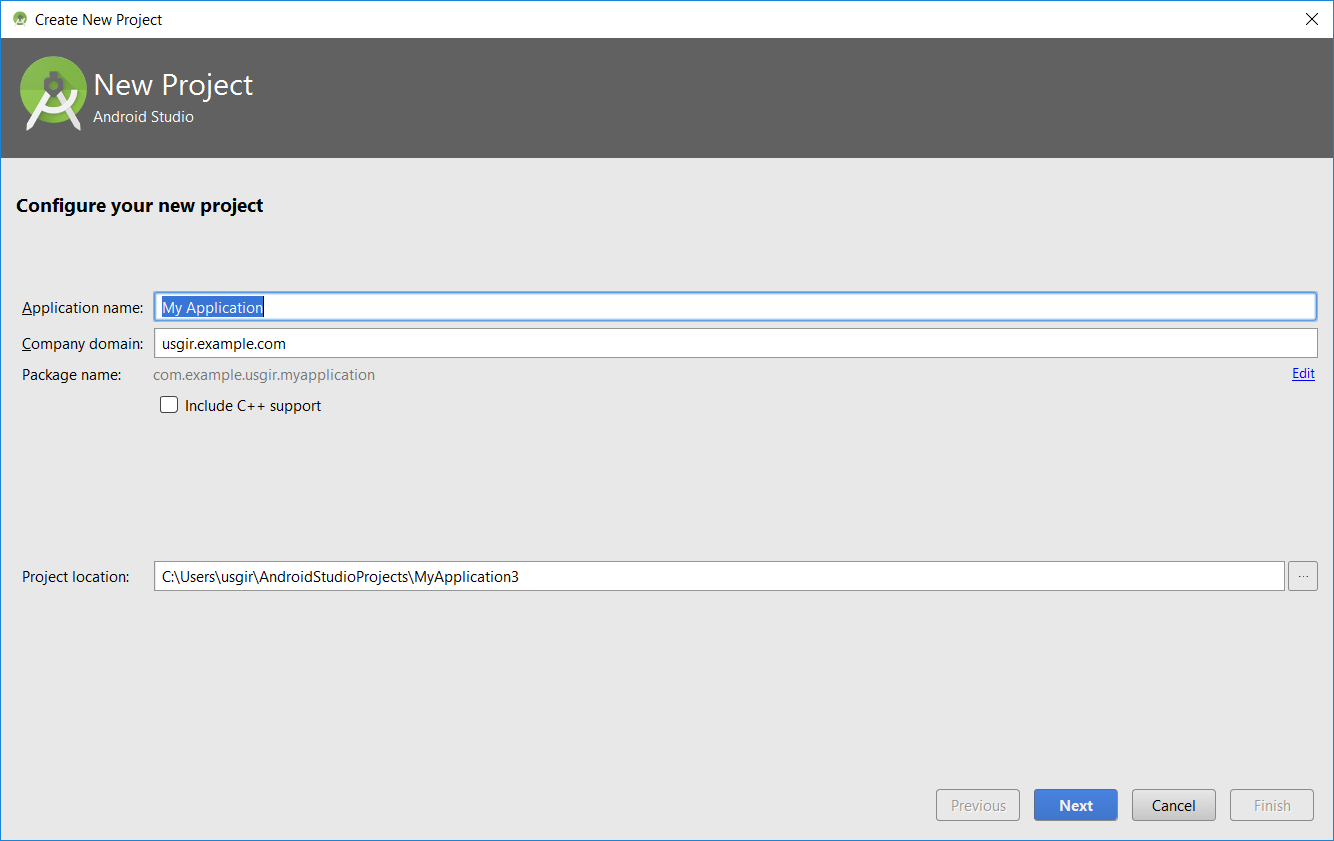 Create New Project
New Project
Android Studio
Configure your new project
Application name: My Application
Company domain: usgir.example.com
Package name: com.example.usgir.myapplication Edit
Include C++ support
Project location: C:\Users\usgir\AndroidStudioProjects\MyApplication3 ...
Previous Next Cancel Finish